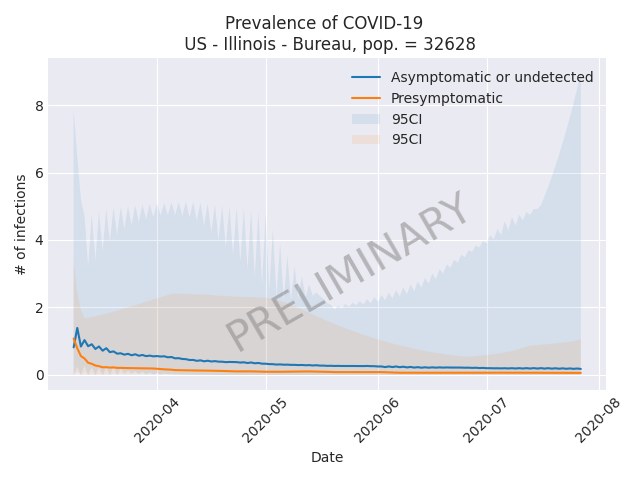 Prevalence of COVID-19
US - Illinois - Bureau, pop. = 32628
Asymptomatic or undetected
Presymptomatic
95CI
95CI
8
6
4
2
0
# of infections
PRELIMINARY
2020-04
2020-05
2020-06
2020-07
2020-08
Date